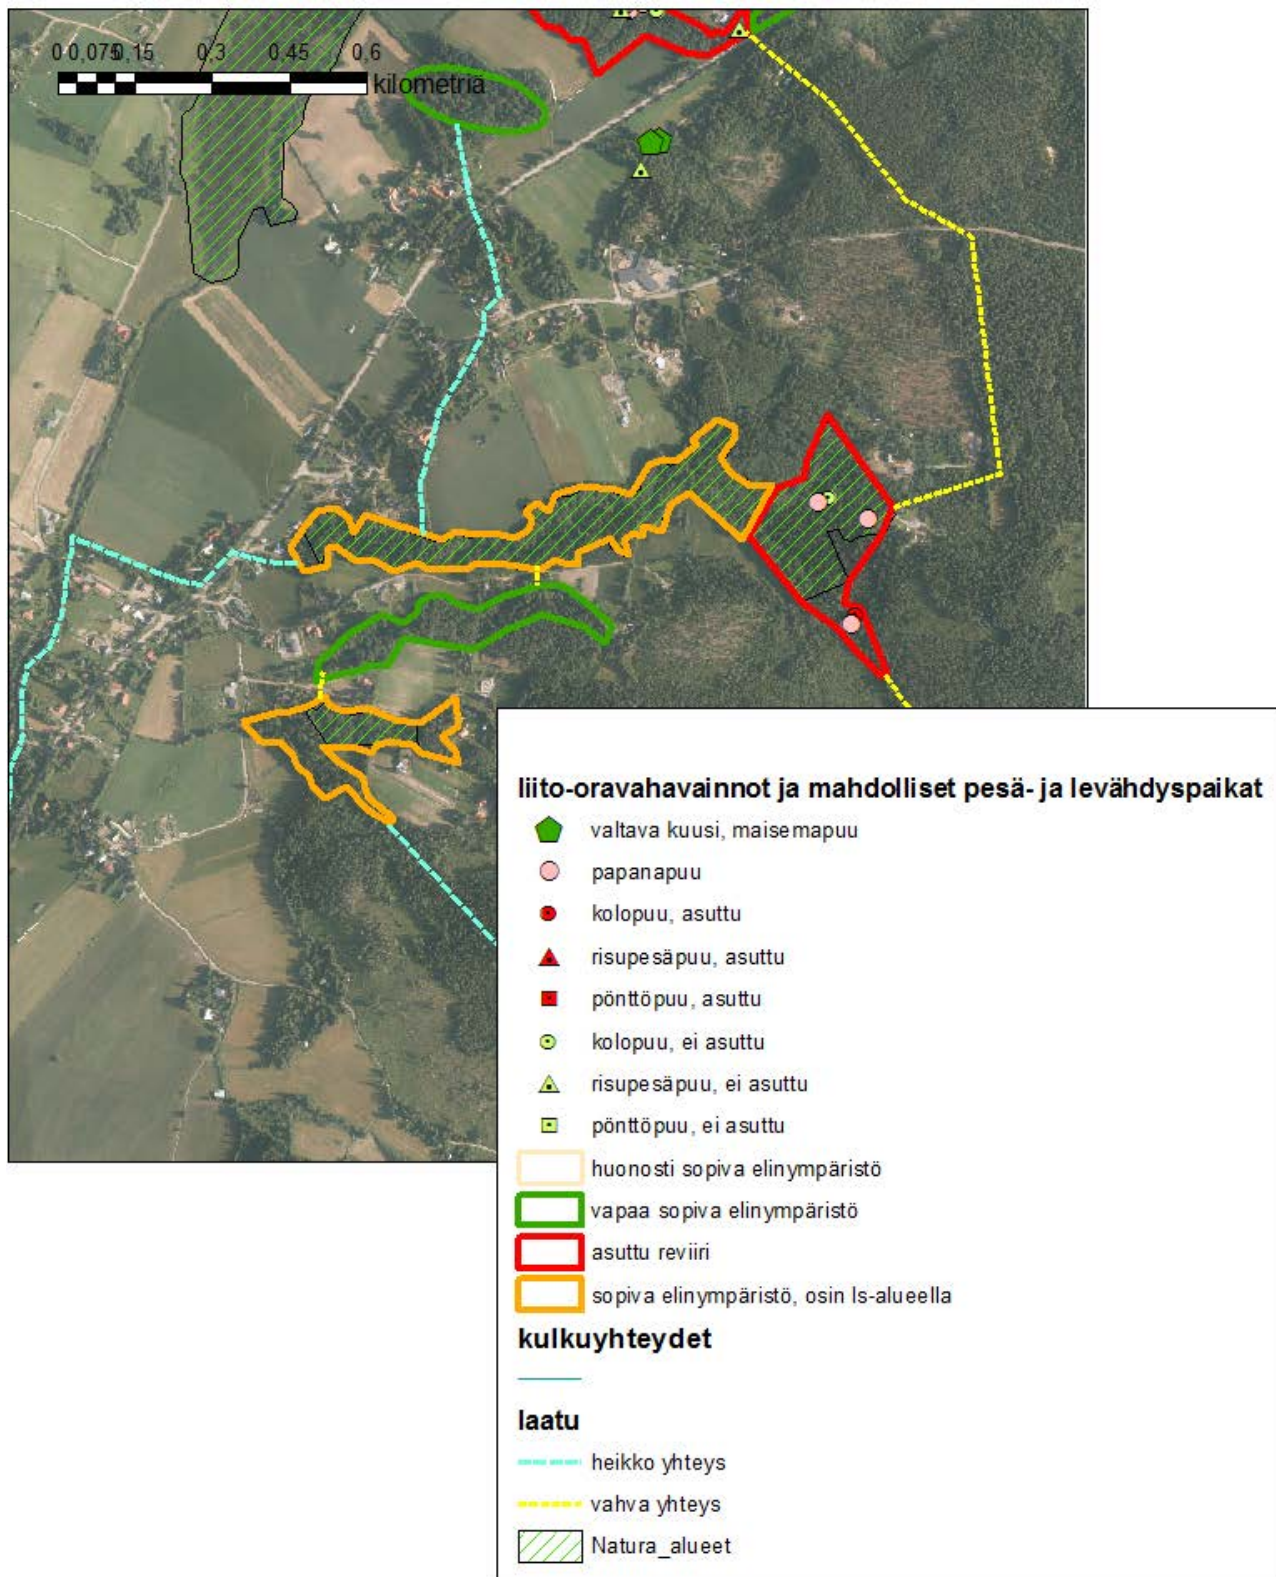 0 0,075 0,15 0,3 0,45 0,6
kilometriä
liito-oravahavainnot ja mahdolliset pesä- ja levähdyspaikat
valtava kuusi, maisemapuu
papanapuu
kolopuu, asuttu
risupesäpuu, asuttu
pönttöpuu, asuttu
kolopuu, ei asuttu
risupesäpuu, ei asuttu
pönttöpuu, ei asuttu
huonosti sopiva elinympäristö
vapaa sopiva elinympäristö
asuttu reviiri
sopiva elinympäristö, osin ls-alueella
kulkuyhteydet
laatu
heikko yhteys
vahva yhteys
Natura_alueet